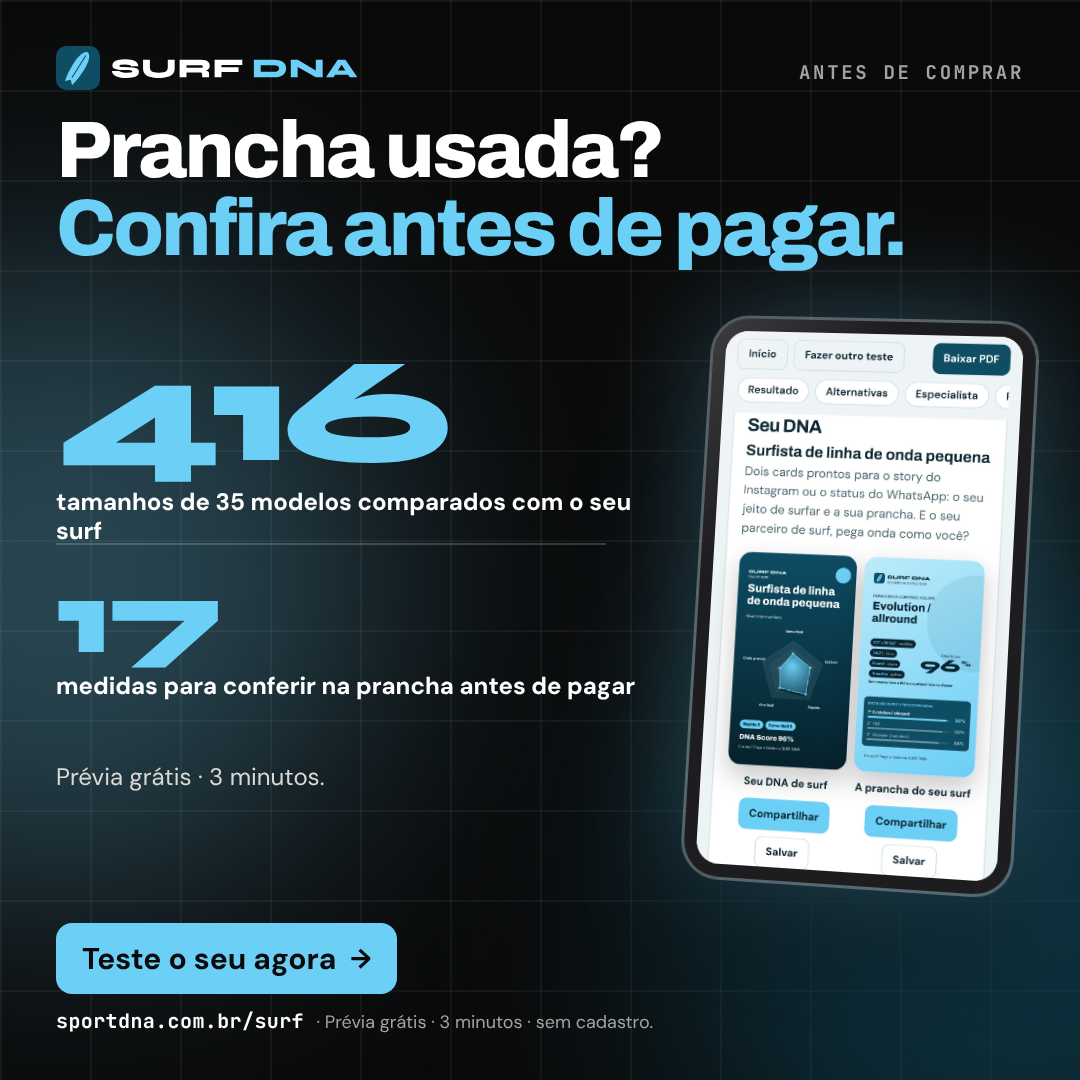 SURF DNA
ANTES DE COMPRAR
Prancha usada?
Confira antes de pagar.
416
tamanhos de 35 modelos comparados com o seu
surf
17
medidas para conferir na prancha antes de pagar
Prévia grátis · 3 minutos.
Início
Fazer outro teste
Baixar PDF
Resultado
Alternativas
Especialista
Seu DNA
Surfista de linha de onda pequena
Dois cards prontos para o story do
Instagram ou o status do WhatsApp: o seu
jeito de surfar e a sua prancha. E o seu
parceiro de surf, pega onda como você?
SURF DNA
Surfista de linha
de onda pequena
DNA Score 96%
Seu DNA de surf
Compartilhar
Salvar
SURF DNA
Evolution /
allround
96%
A prancha do seu surf
Compartilhar
Salvar
Teste o seu agora →
sportdna.com.br/surf · Prévia grátis · 3 minutos · sem cadastro.